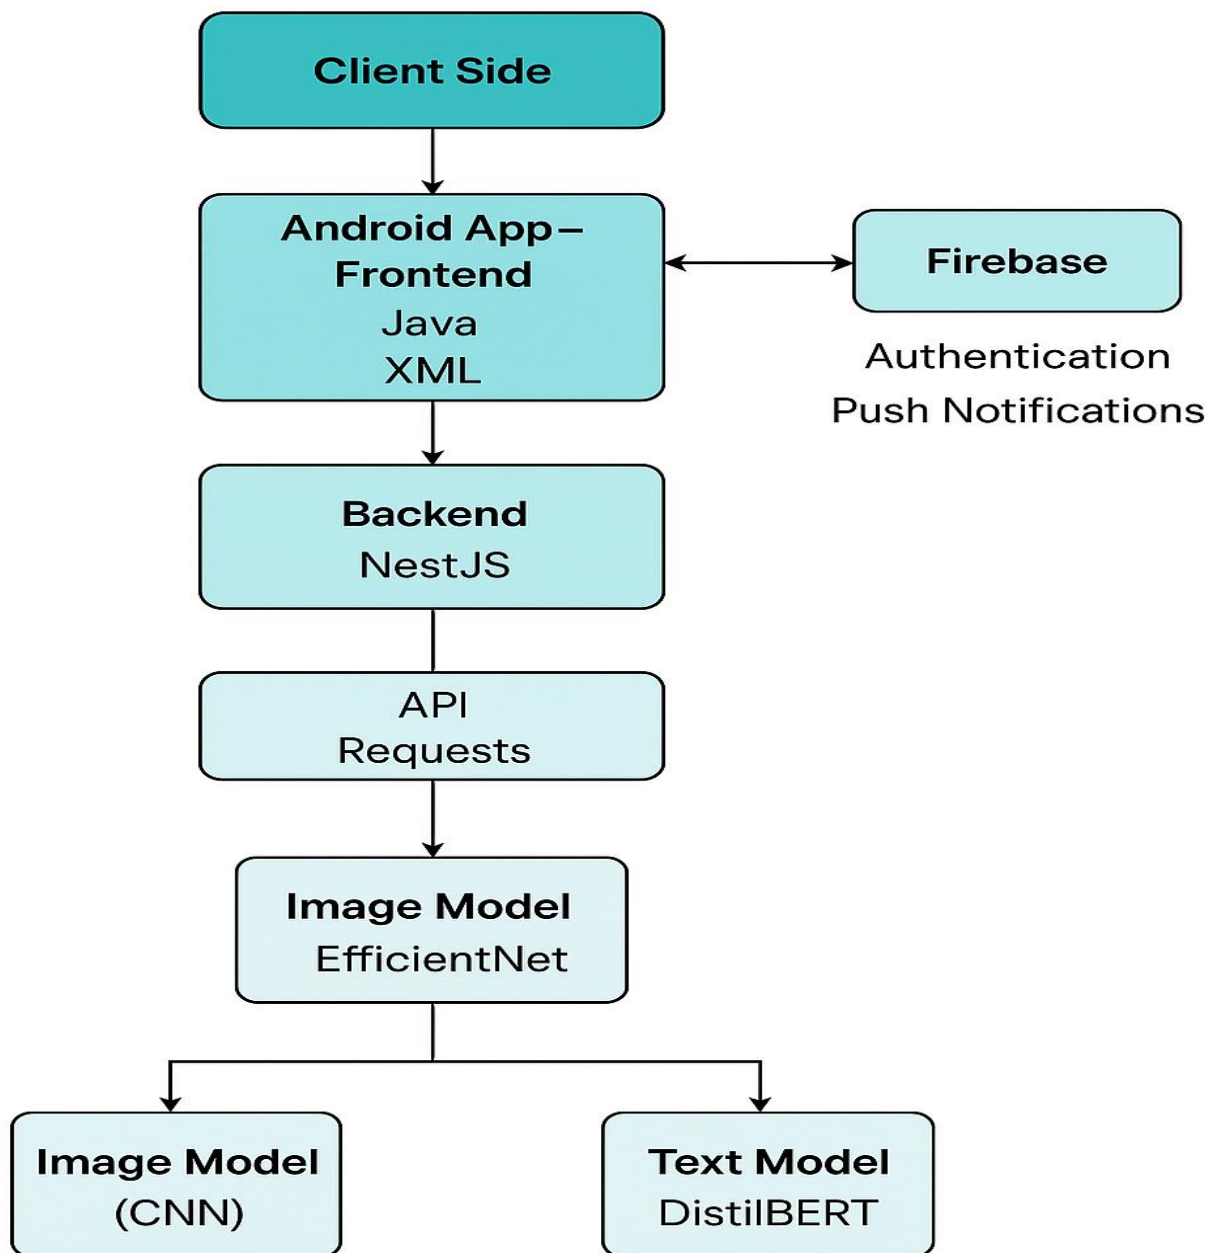 Client Side
Android App–
Frontend
Java
XML
Firebase
Authentication
Push Notifications
Backend
NestJS
API
Requests
Image Model
EfficientNet
Image Model
(CNN)
Text Model
DistilBERT